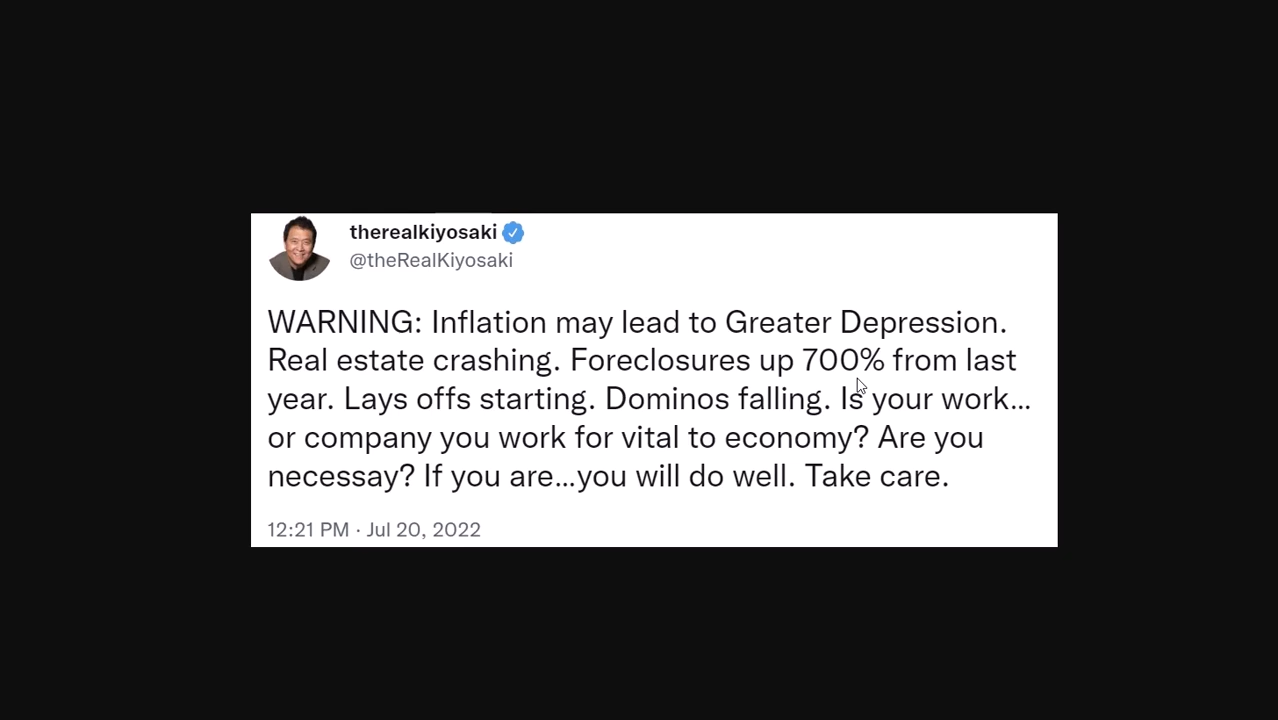 therealkiyosaki
@theRealKiyosaki
WARNING: Inflation may lead to Greater Depression.
Real estate crashing. Foreclosures up 700% from last
year. Lays offs starting. Dominos falling. Is your work...
or company you work for vital to economy? Are you
necessay? If you are...you will do well. Take care.
12:21 PM · Jul 20, 2022